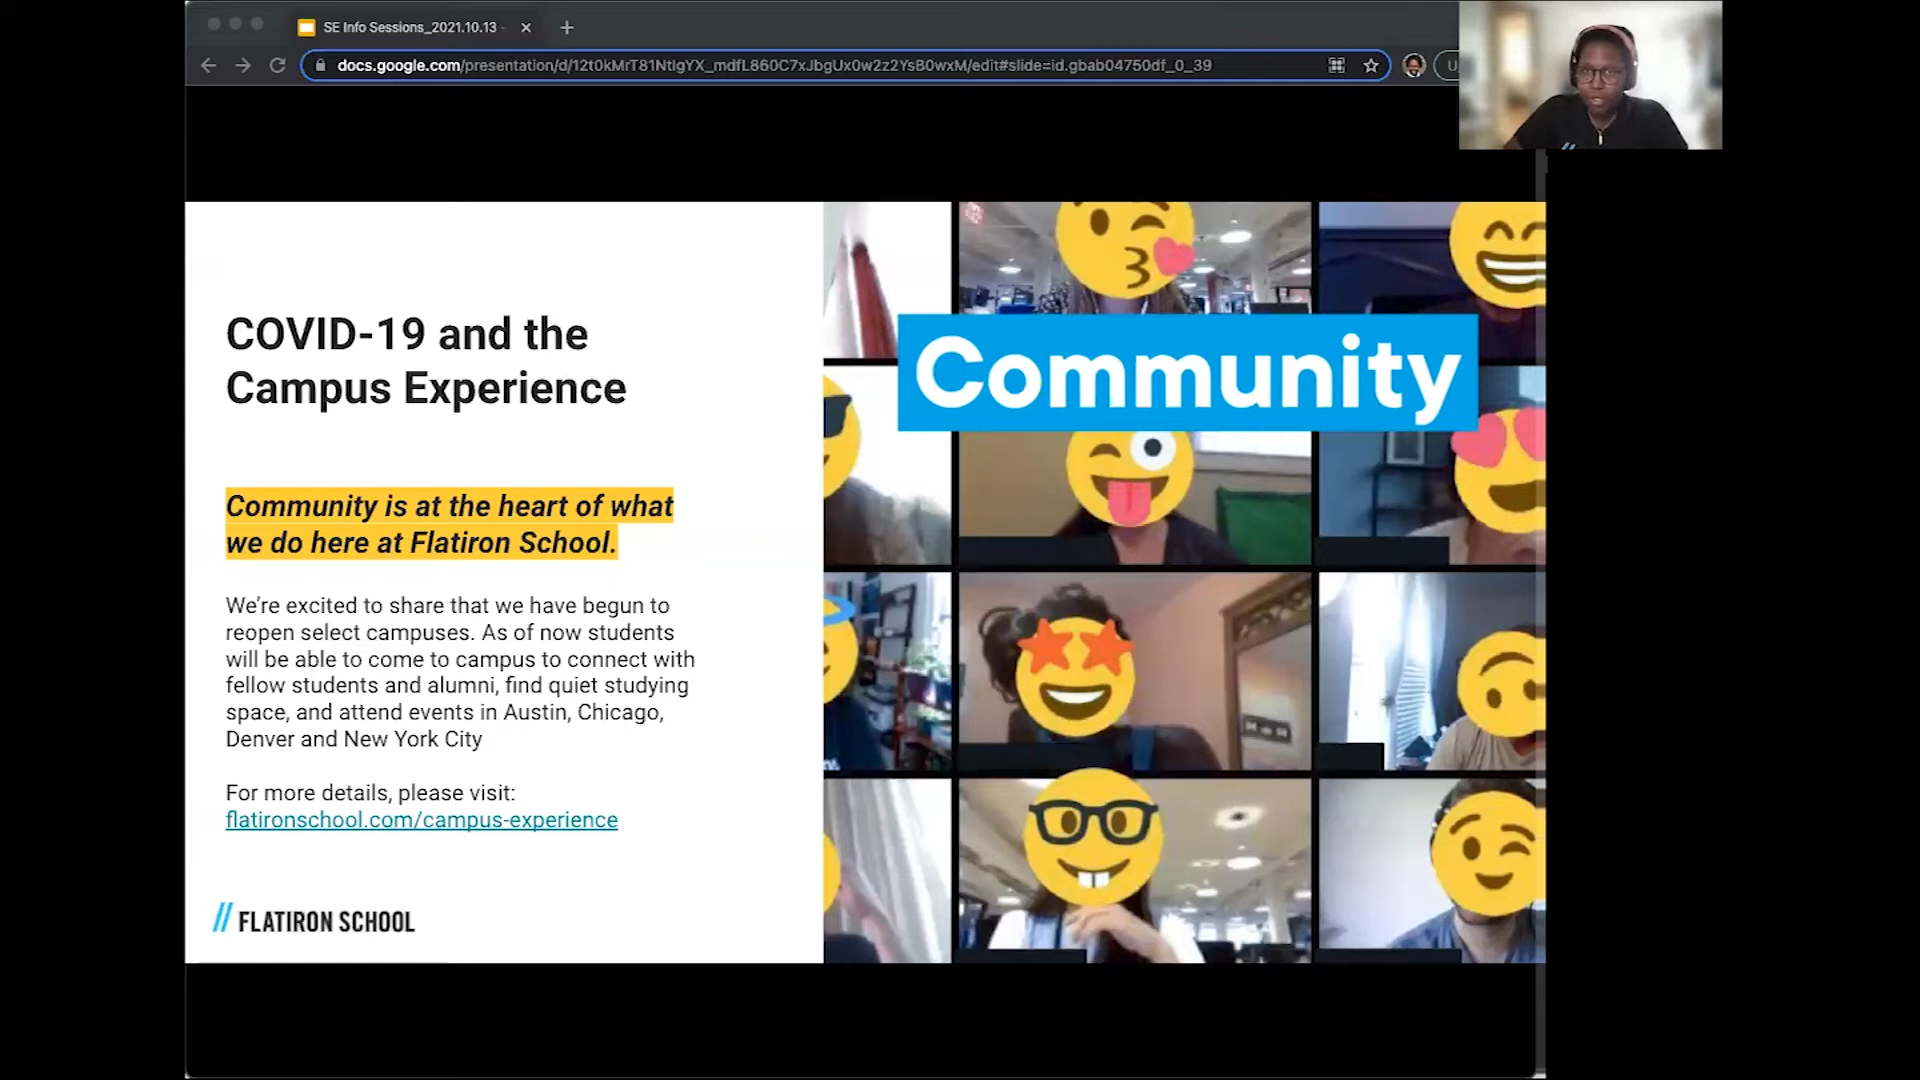 SE Info Sessions_2021.10.13 -
docs.google.com/presentation/d/12t0kMrT81NtlgYX_mdfL860C7xJbgUx0w2z2YsB0wxM/edit#slide=id.gbab04750df_0_39
U
COVID-19 and the
Campus Experience
Community
Community is at the heart of what
we do here at Flatiron School.
We’re excited to share that we have begun to
reopen select campuses. As of now students
will be able to come to campus to connect with
fellow students and alumni, find quiet studying
space, and attend events in Austin, Chicago,
Denver and New York City
For more details, please visit:
flatironschool.com/campus-experience
// FLATIRON SCHOOL